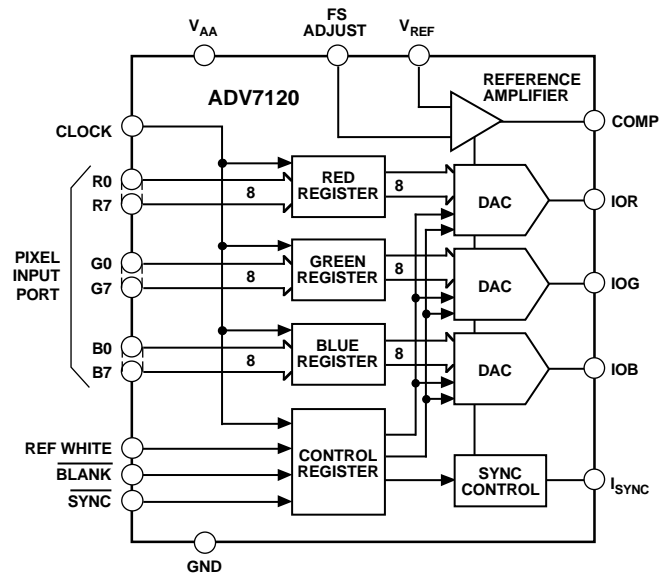 FS
ADJUST
VAA
VREF
ADV7120
REFERENCE
AMPLIFIER
CLOCK
COMP
R0
8
RED
REGISTER
8
R7
DAC
IOR
PIXEL
INPUT
PORT
G0
8
GREEN
REGISTER
8
G7
DAC
IOG
B0
8
BLUE
REGISTER
8
B7
DAC
IOB
REF WHITE
BLANK
SYNC
CONTROL
REGISTER
SYNC
CONTROL
ISYNC
GND